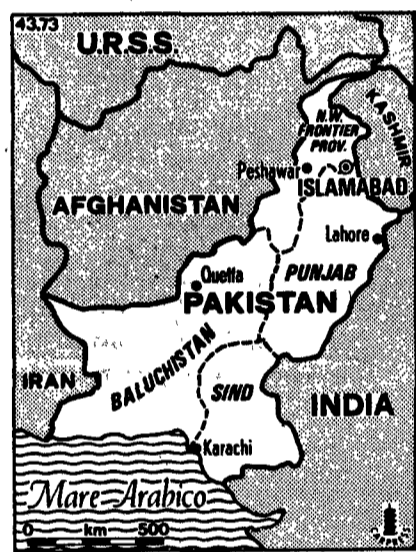 43.73
U.R.S.S.
KASHMIR
N.W.
FRONTIER
PROV.
Peshawar
ISLAMABAD
AFGHANISTAN
Lahore
Quetta
PUNJAB
PAKISTAN
BALUCHISTAN
IRAN
SIND
INDIA
Karachi
Mare Arabico
0 km 500